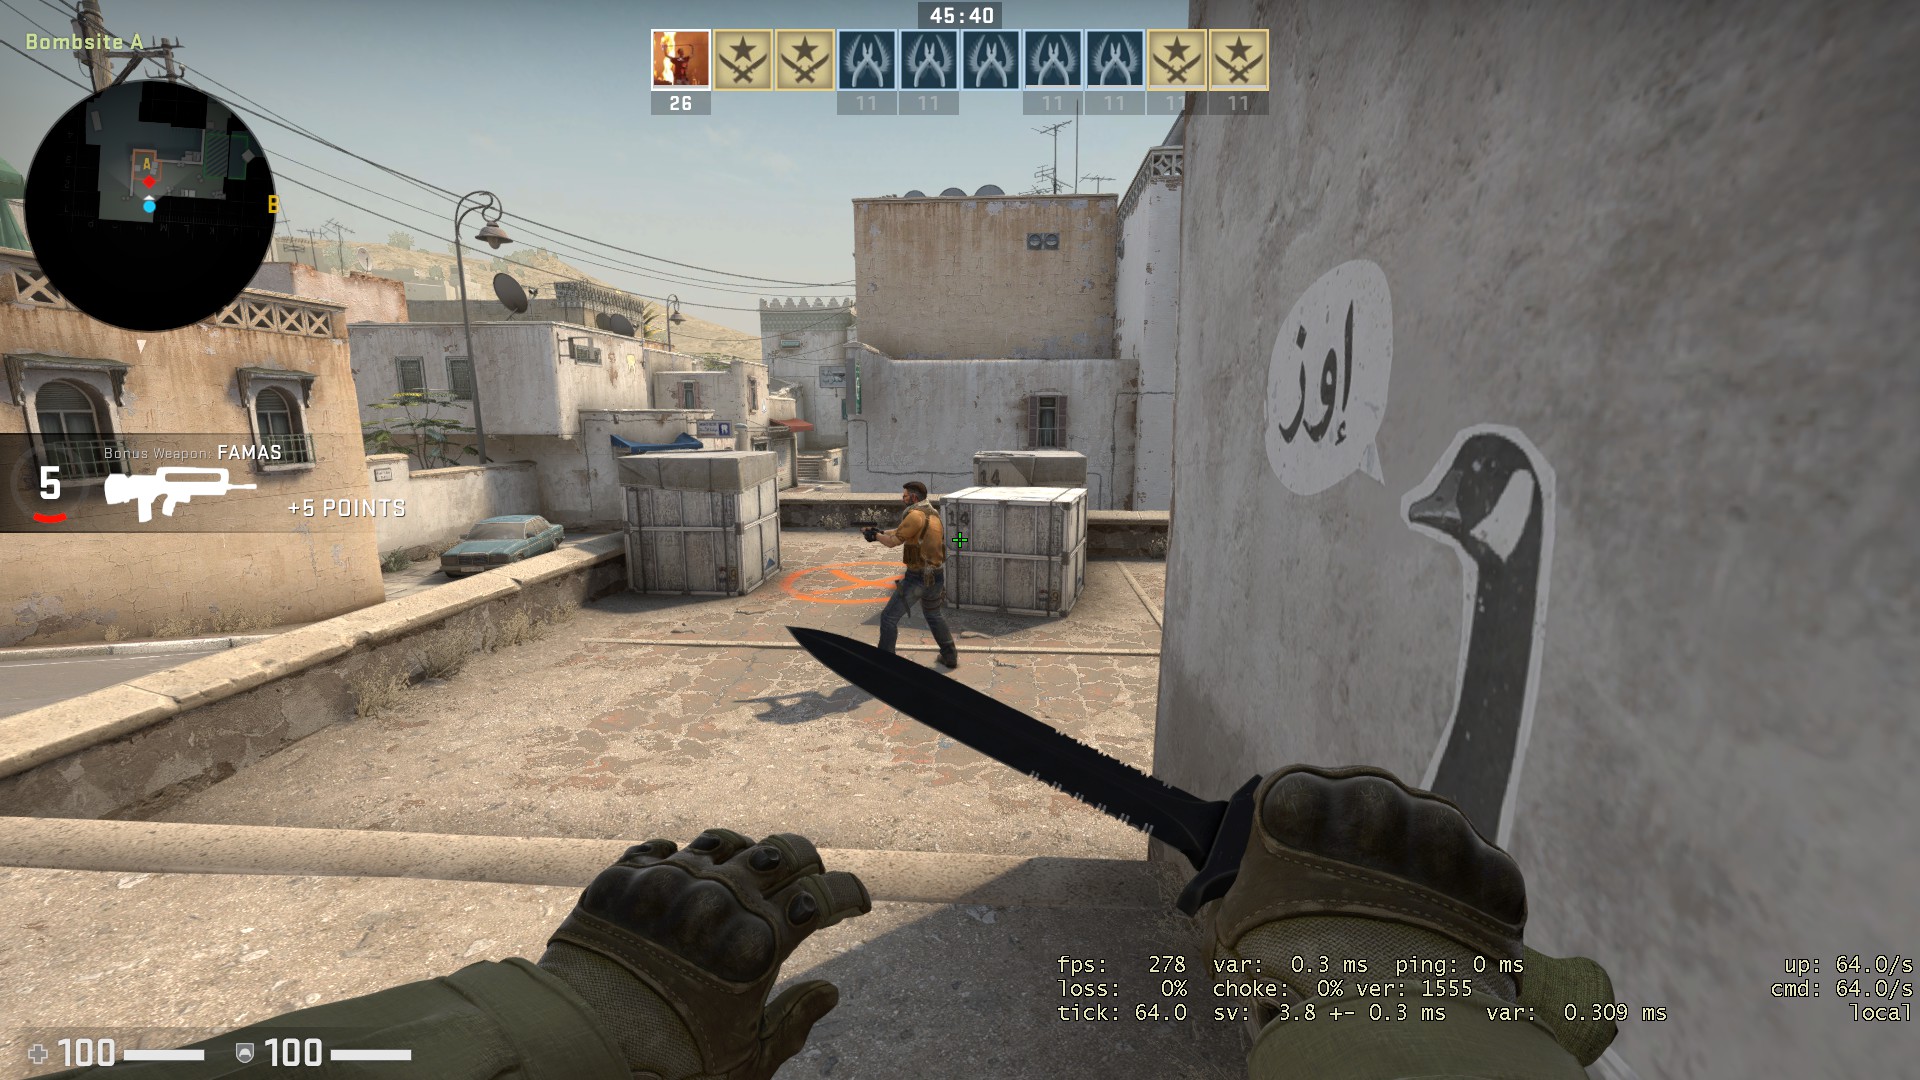 45:40
Bombsite A
26
11 11 11 11 11 11
A
B
إوز
Bonus Weapon: FAMAS
5
+5 POINTS
14
14
fps: 278 var: 0.3 ms ping: 0 ms
up: 64.0/s
loss: 0% choke: 0% ver: 1555
cmd: 64.0/s
tick: 64.0 sv: 3.8 +- 0.3 ms var: 0.309 ms
local
100
100